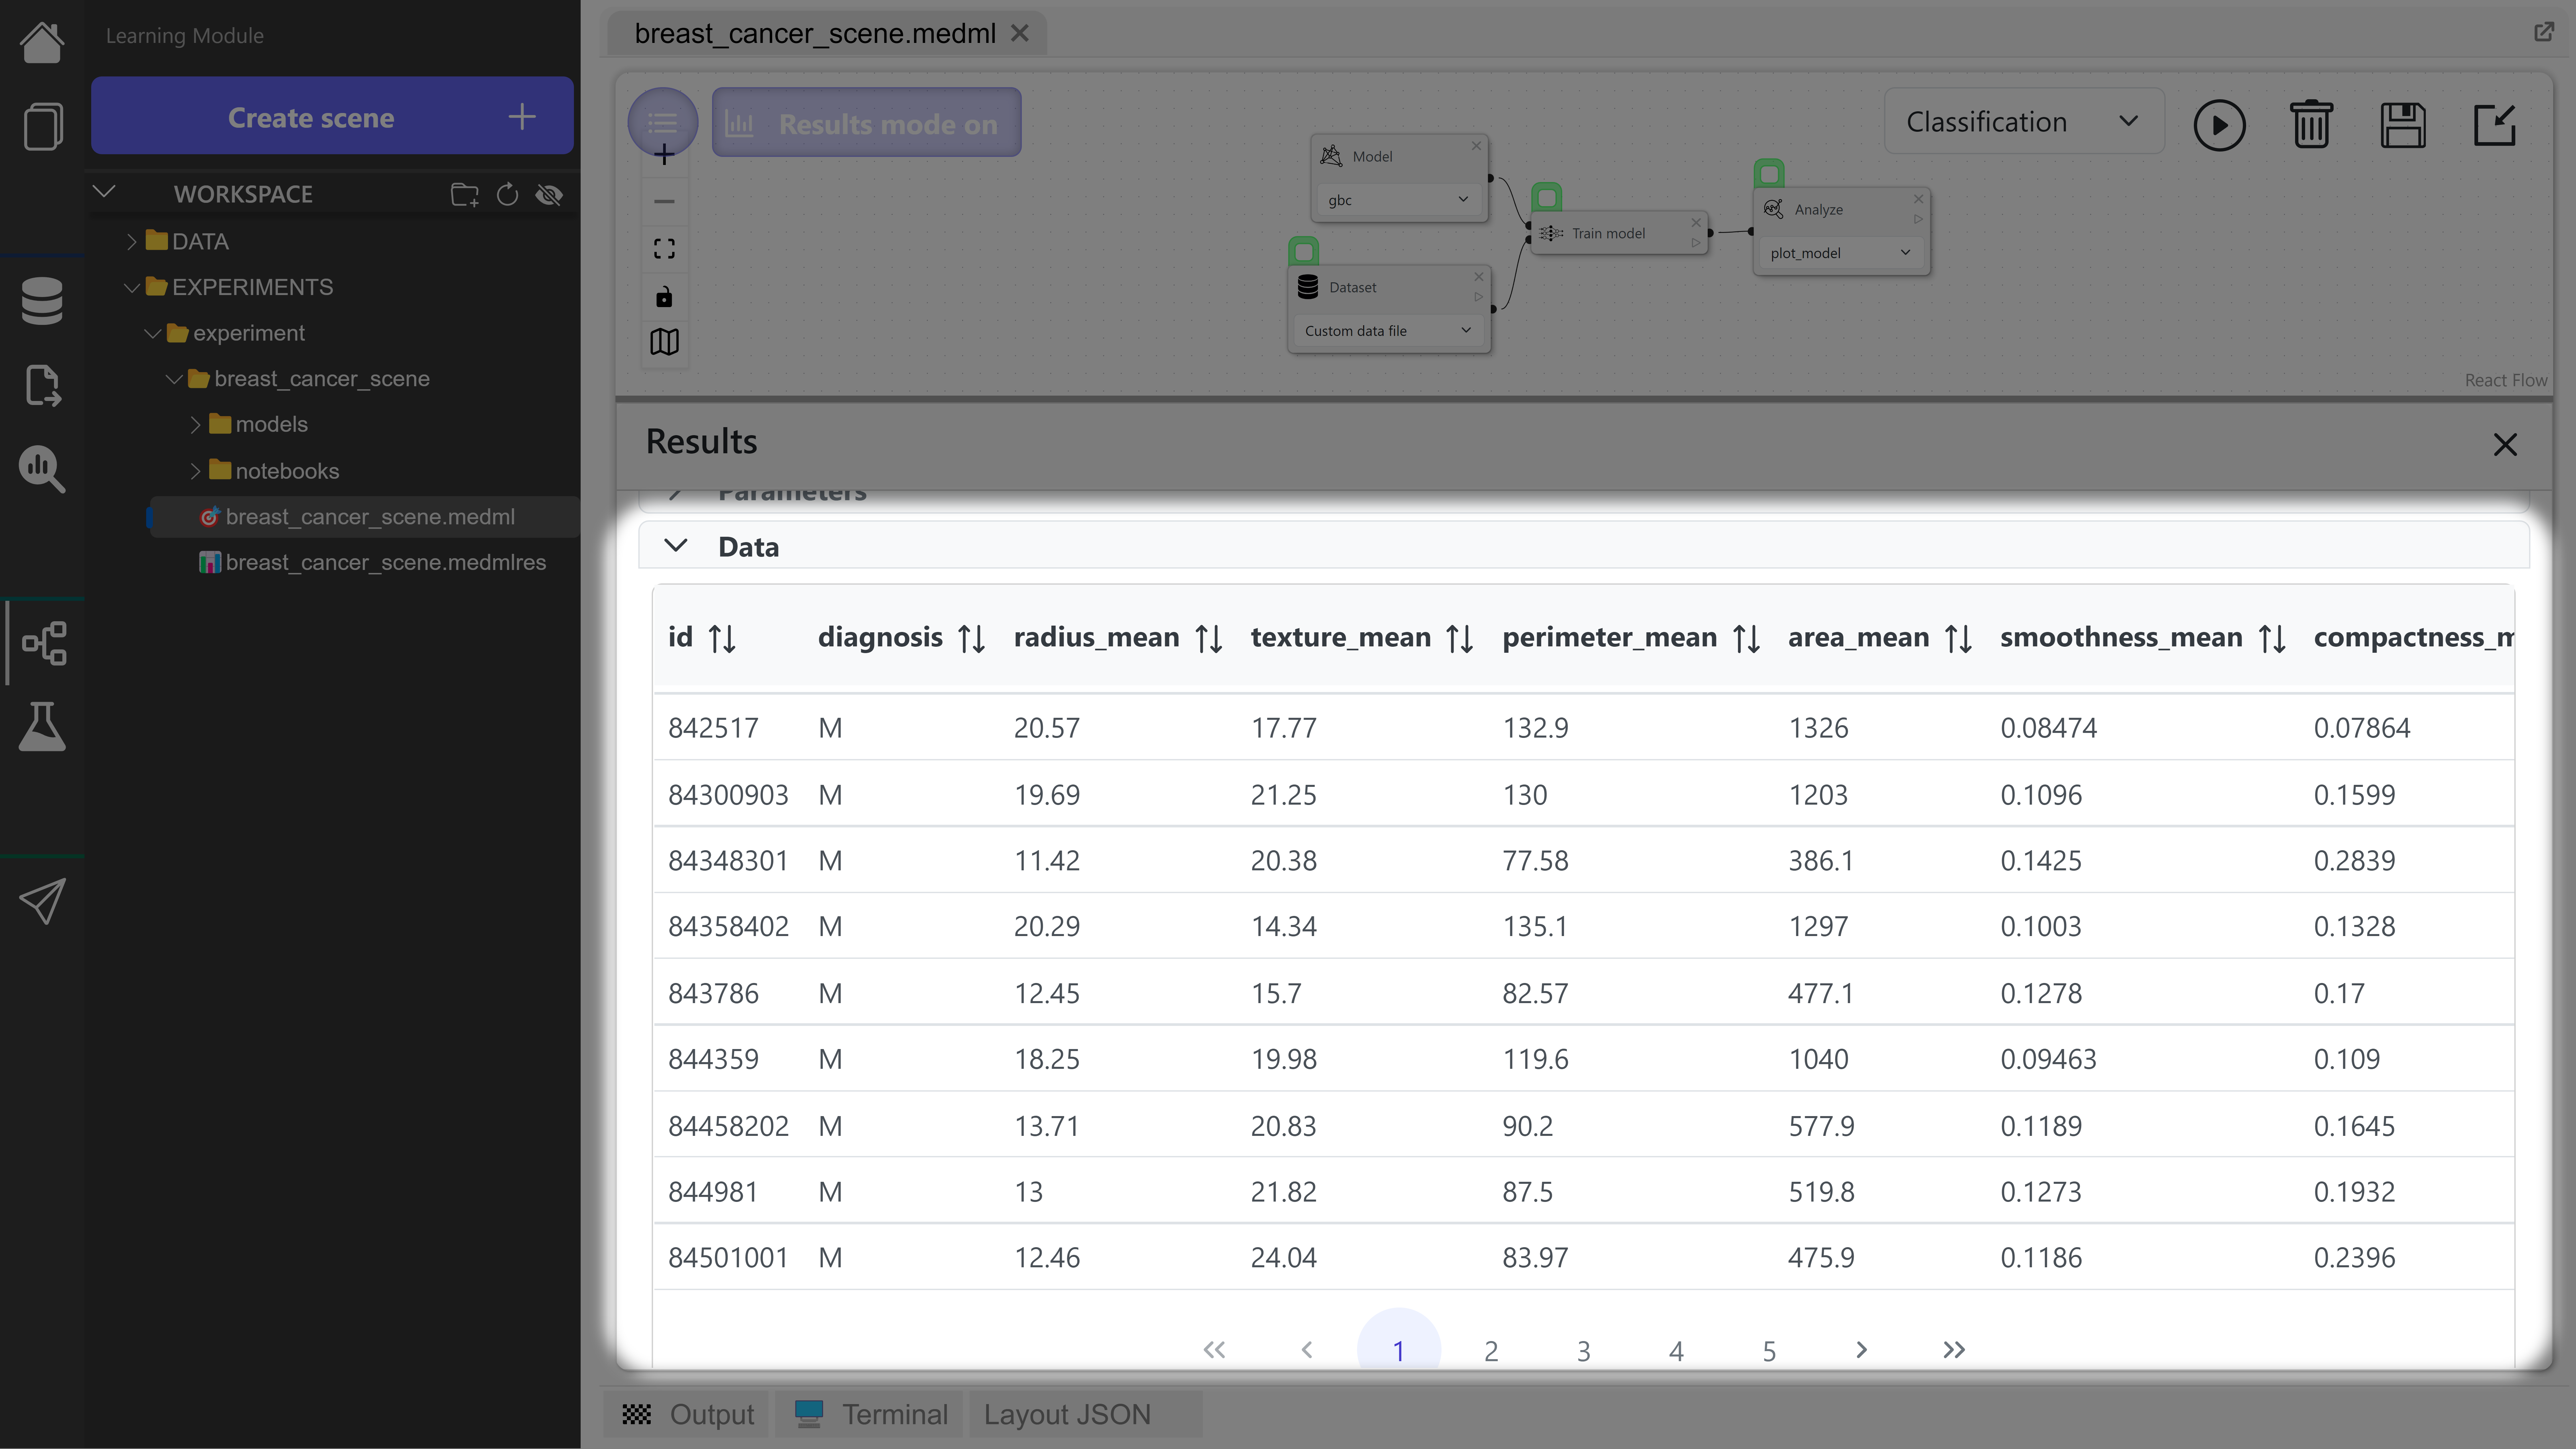 Learning Module
Create scene
WORKSPACE
DATA
EXPERIMENTS
experiment
breast_cancer_scene
models
notebooks
breast_cancer_scene.medml
breast_cancer_scene.medmlres
breast_cancer_scene.medml
Results mode on
Classification
Model
gbc
Dataset
Custom data file
Train model
Analyze
plot_model
React Flow
Results
Parameters
Data
id diagnosis radius_mean texture_mean perimeter_mean area_mean smoothness_mean compactness_m
842517 M 20.57 17.77 132.9 1326 0.08474 0.07864
84300903 M 19.69 21.25 130 1203 0.1096 0.1599
84348301 M 11.42 20.38 77.58 386.1 0.1425 0.2839
84358402 M 20.29 14.34 135.1 1297 0.1003 0.1328
843786 M 12.45 15.7 82.57 477.1 0.1278 0.17
844359 M 18.25 19.98 119.6 1040 0.09463 0.109
84458202 M 13.71 20.83 90.2 577.9 0.1189 0.1645
844981 M 13 21.82 87.5 519.8 0.1273 0.1932
84501001 M 12.46 24.04 83.97 475.9 0.1186 0.2396
1 2 3 4 5
Output Terminal Layout JSON